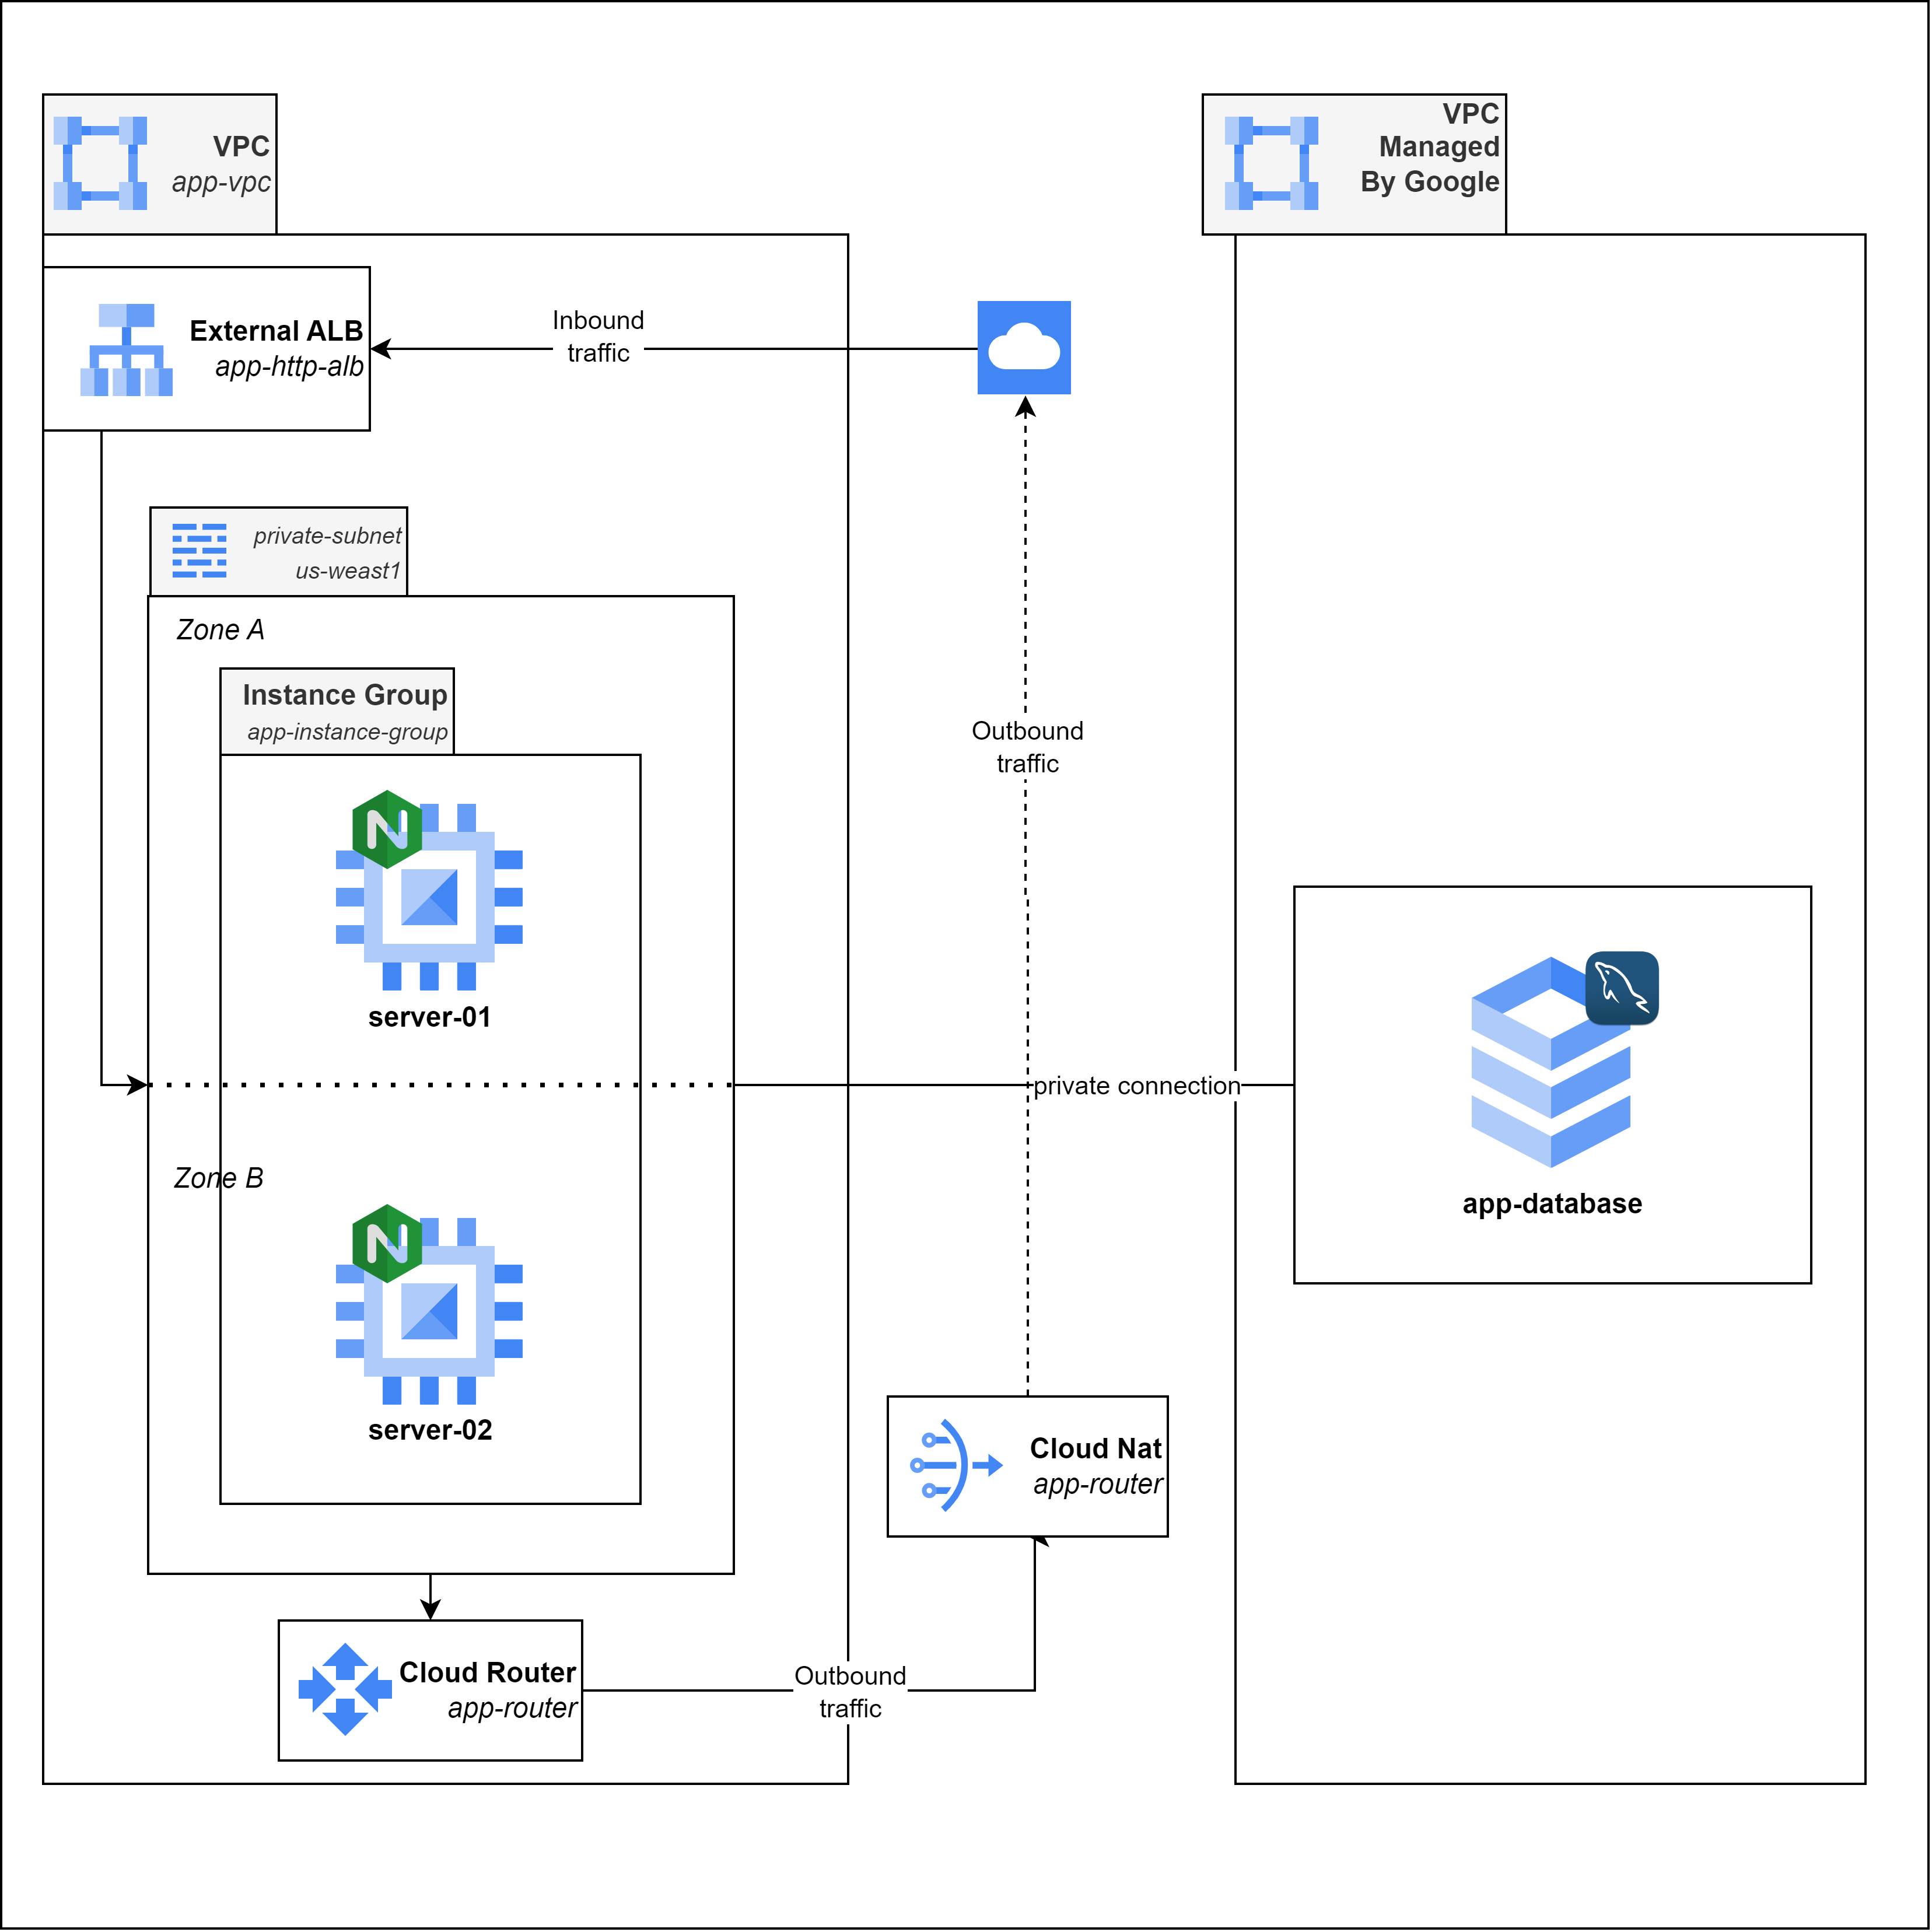 VPC
app-vpc
VPC
Managed
By Google
External ALB
app-http-alb
Inbound
traffic
private-subnet
us-weast1
Zone A
Instance Group
app-instance-group
N
server-01
Outbound
traffic
private connection
app-database
Zone B
N
server-02
Cloud Nat
app-router
Cloud Router
app-router
Outbound
traffic